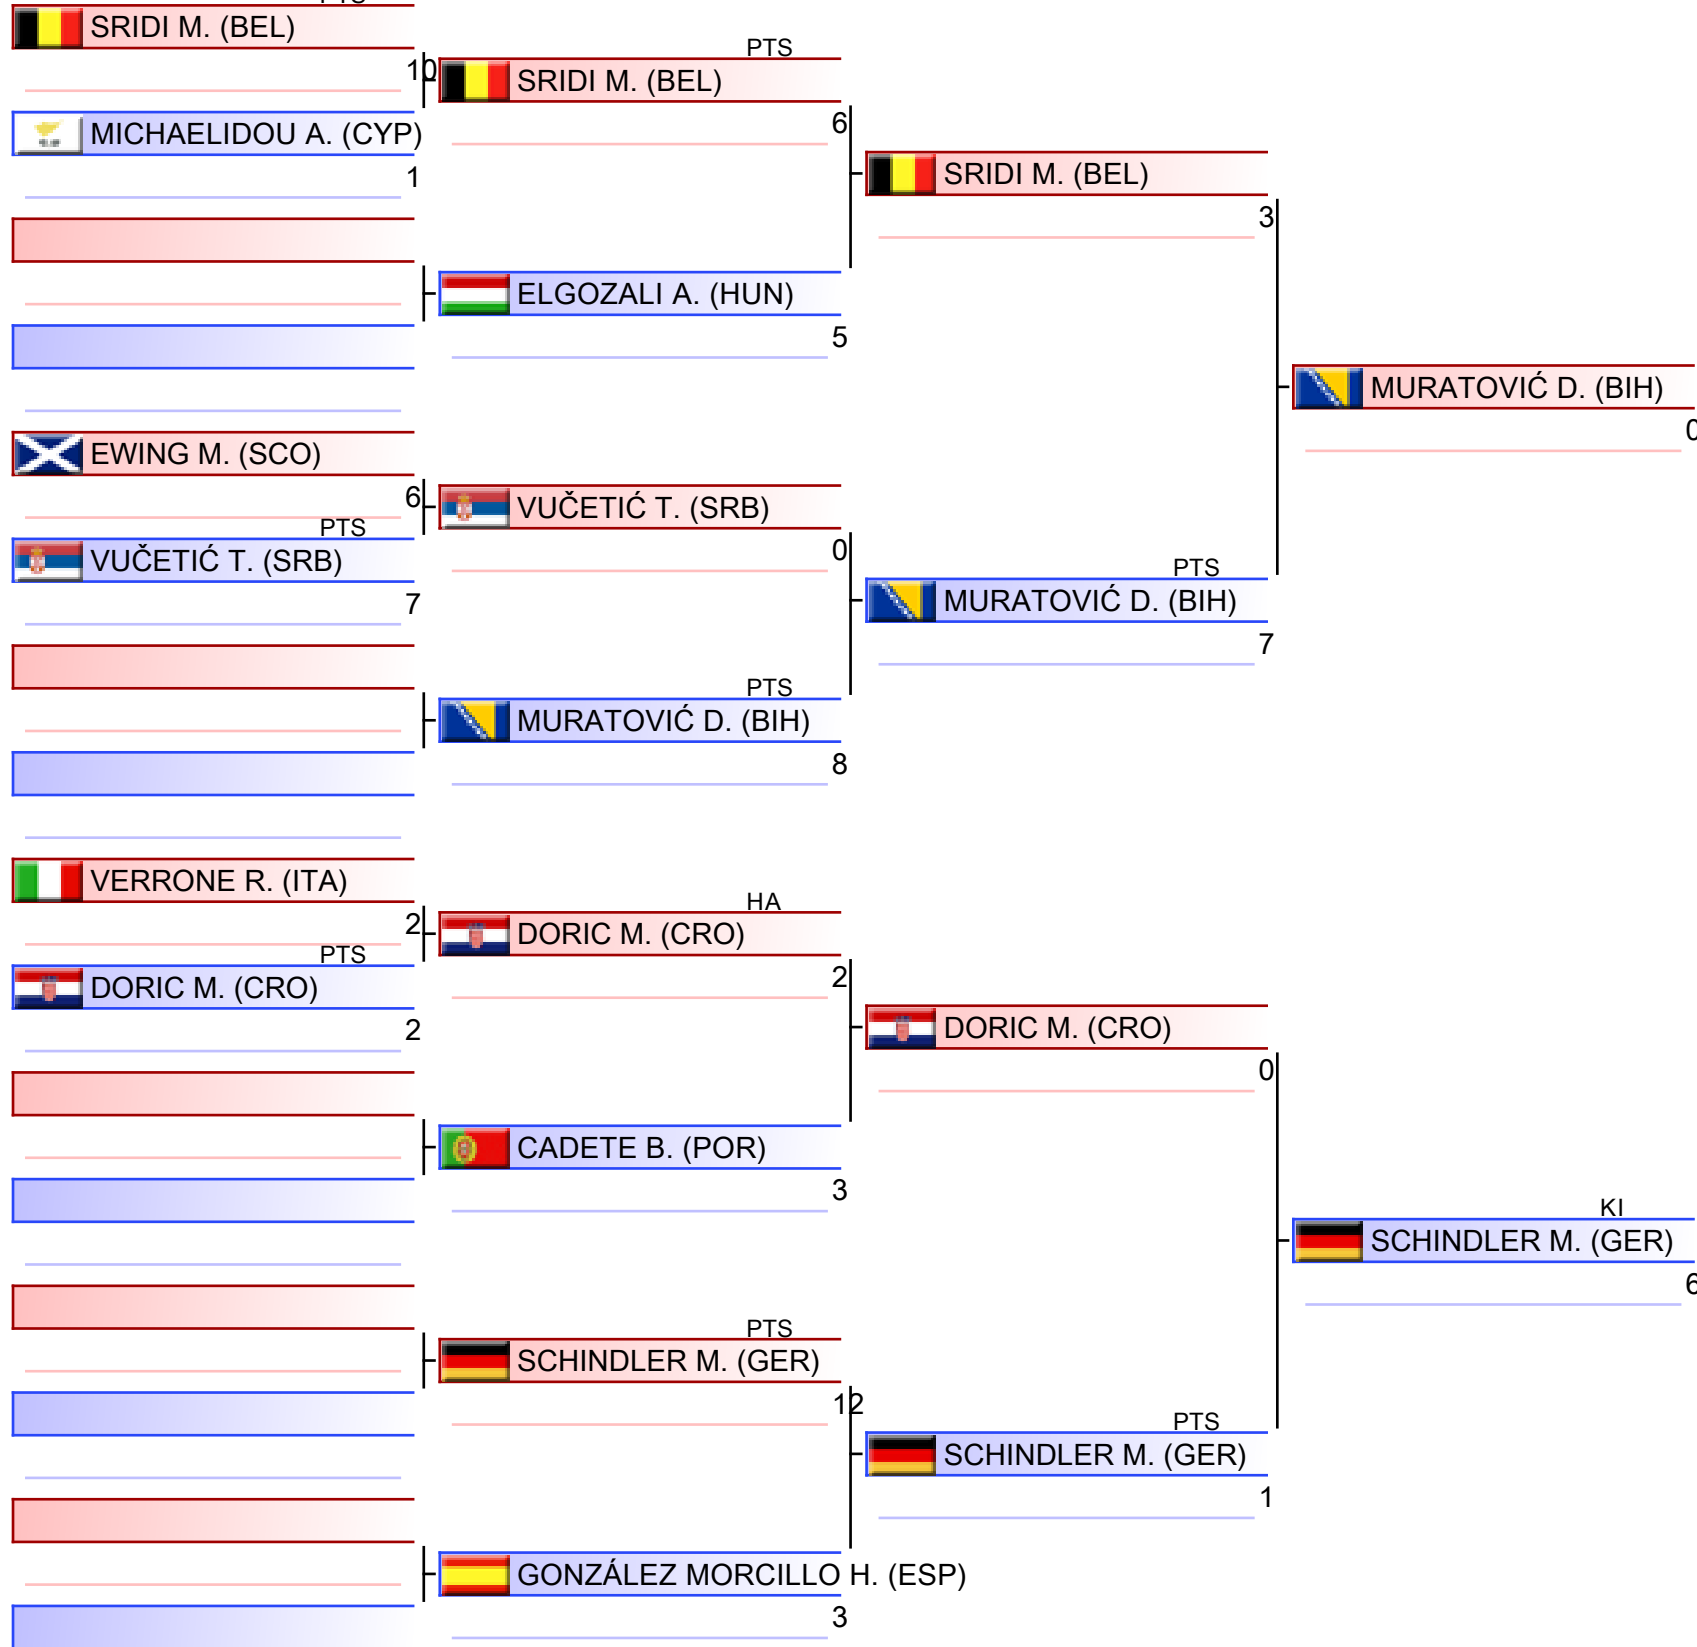 SRIDI M. (BEL)
10
MICHAELIDOU A. (CYP)
1
EWING M. (SCO)
6
PTS
VUČETIĆ T. (SRB)
7
VERRONE R. (ITA)
2
PTS
DORIC M. (CRO)
2
PTS
SRIDI M. (BEL)
6
ELGOZALI A. (HUN)
5
VUČETIĆ T. (SRB)
0
PTS
MURATOVIĆ D. (BIH)
8
HA
DORIC M. (CRO)
2
CADETE B. (POR)
3
PTS
SCHINDLER M. (GER)
12
GONZÁLEZ MORCILLO H. (ESP)
3
SRIDI M. (BEL)
3
PTS
MURATOVIĆ D. (BIH)
7
DORIC M. (CRO)
0
PTS
SCHINDLER M. (GER)
1
MURATOVIĆ D. (BIH)
0
KI
SCHINDLER M. (GER)
6